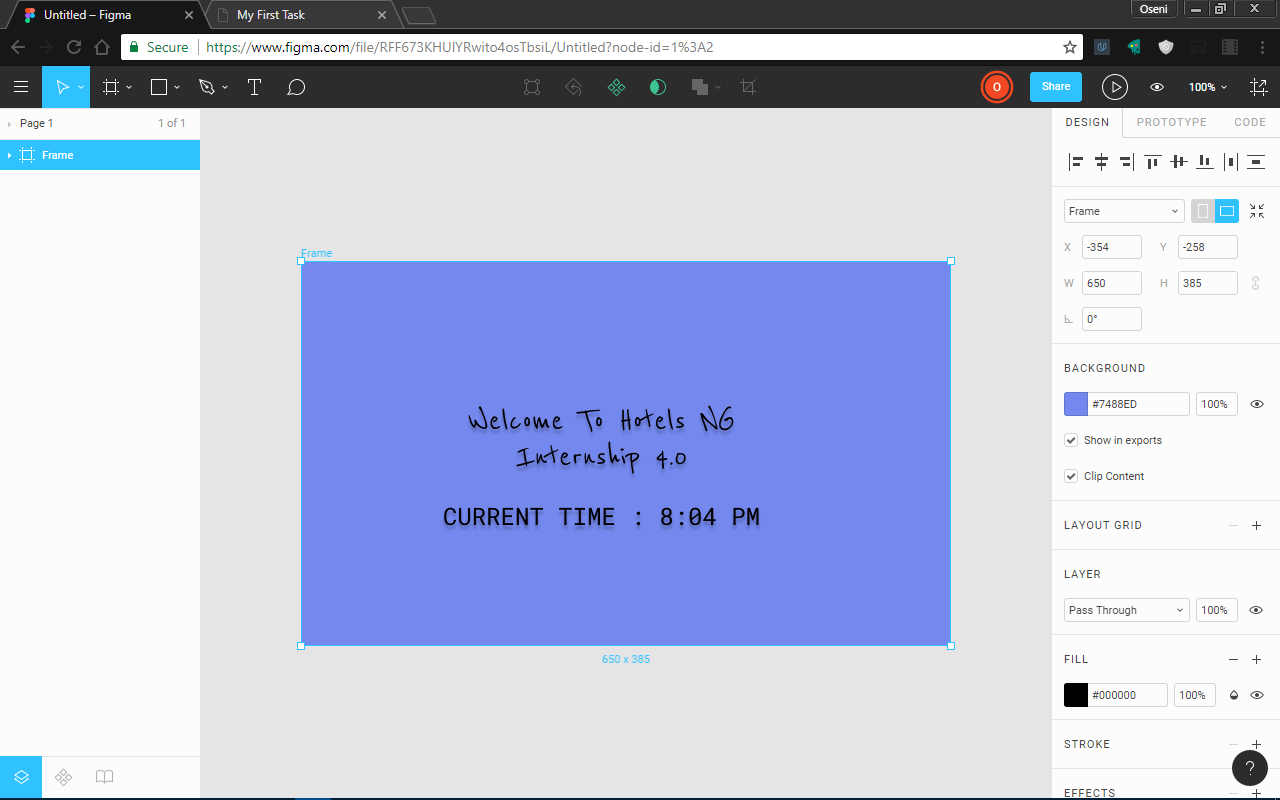 Untitled – Figma
My First Task
Oseni
Secure
https://www.figma.com/file/RFF673KHUIYRwito4osTbsiL/Untitled?node-id=1%3A2
O
Share
100%
Page 1
1 of 1
Frame
Frame
650 x 385
Welcome To Hotels NG
Internship 4.0
CURRENT TIME : 8:04 PM
DESIGN
PROTOTYPE
CODE
Frame
X -354 Y -258
W 650 H 385
0°
BACKGROUND
#7488ED 100%
Show in exports
Clip Content
LAYOUT GRID
LAYER
Pass Through 100%
FILL
#000000 100%
STROKE
EFFECTS
?